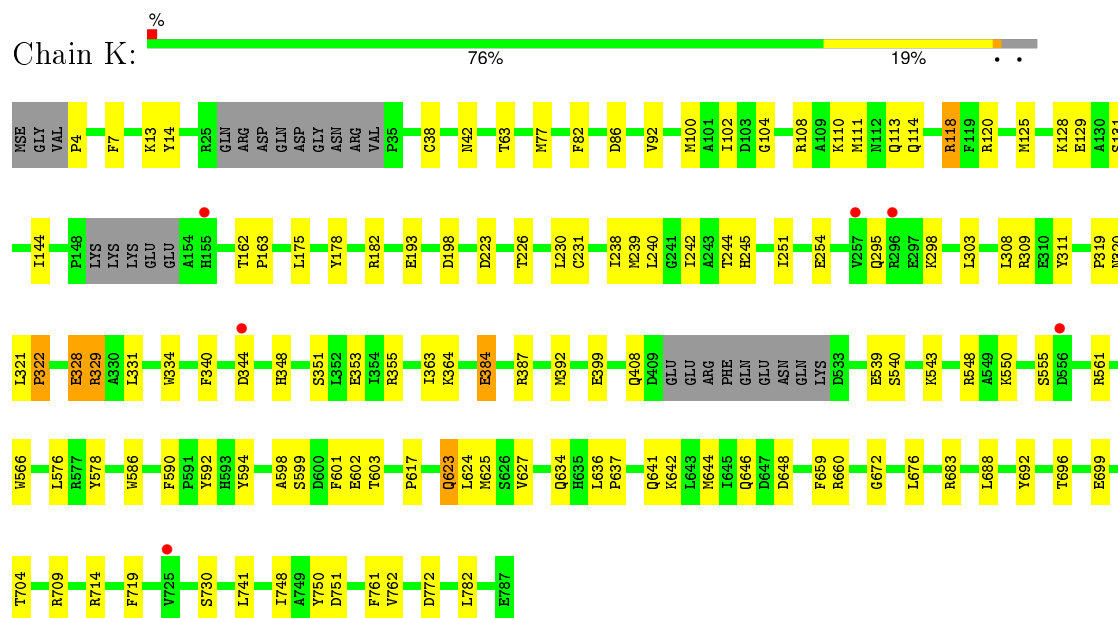 %
Chain K:
76% 19% • •
MSE GLY VAL P4 F7 K13 Y14 R25 GLN ARG ASP GLN ASP GLY ASN ARG VAL P35 C38 N42 T63 M77 F82 D86 V92 M100 A101 I102 D103 G104 R108 A109 K110 M111 N112 Q113 Q114 R118 F119 R120 M125 K128 E129 A130 S131
I144 P148 LYS LYS LYS GLU GLU A154 H155 T162 P163 L175 Y178 R182 E193 D198 D223 T226 L230 C231 I238 M239 L240 G241 I242 A243 T244 H245 I251 E254 V257 Q295 R296 E297 K298 L303 L308 R309 E310 Y311 P319 N320
L321 P322 E328 R329 A330 L331 W334 F340 D344 H348 S351 L352 E353 I354 R355 I363 K364 E384 R387 M392 E399 Q408 D409 GLU GLU ARG PHE GLN GLU ASN GLN LYS D533 E539 S540 K543 R548 A549 K550 S555 D556 R561
W566 L576 R577 Y578 W586 F590 P591 Y592 H593 Y594 A598 S599 D600 F601 E602 T603 P617 Q623 L624 M625 S626 V627 Q634 H635 L636 P637 Q641 K642 L643 M644 I645 Q646 D647 D648 F659 R660 G672 L676 R683 L688 Y692 T696 E699
T704 R709 R714 F719 V725 S730 L741 I748 A749 Y750 D751 F761 V762 D772 L782 E787